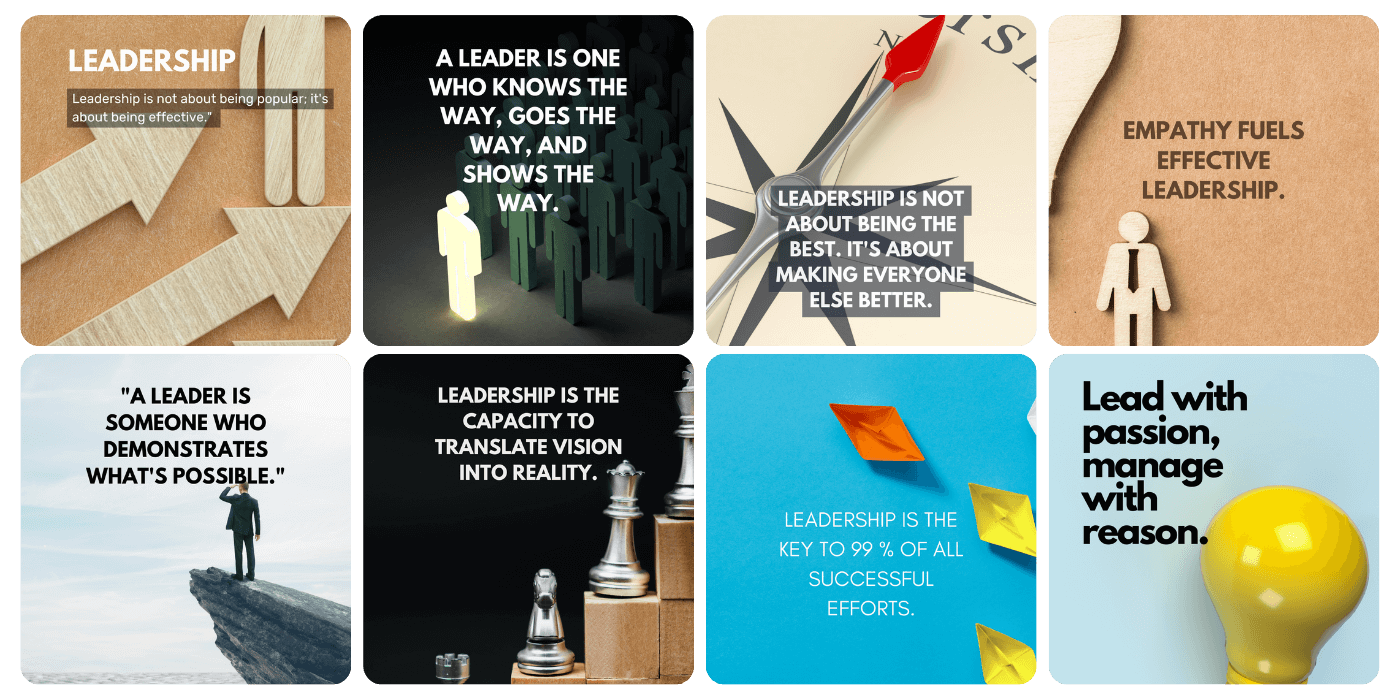 LEADERSHIP
Leadership is not about being popular; it's
about being effective."
A LEADER IS ONE
WHO KNOWS THE
WAY, GOES THE
WAY, AND
SHOWS THE
WAY.
N
LEADERSHIP IS NOT
ABOUT BEING THE
BEST. IT'S ABOUT
MAKING EVERYONE
ELSE BETTER.
EMPATHY FUELS
EFFECTIVE
LEADERSHIP.
"A LEADER IS
SOMEONE WHO
DEMONSTRATES
WHAT'S POSSIBLE."
LEADERSHIP IS THE
CAPACITY TO
TRANSLATE VISION
INTO REALITY.
LEADERSHIP IS THE
KEY TO 99 % OF ALL
SUCCESSFUL
EFFORTS.
Lead with
passion,
manage
with
reason.